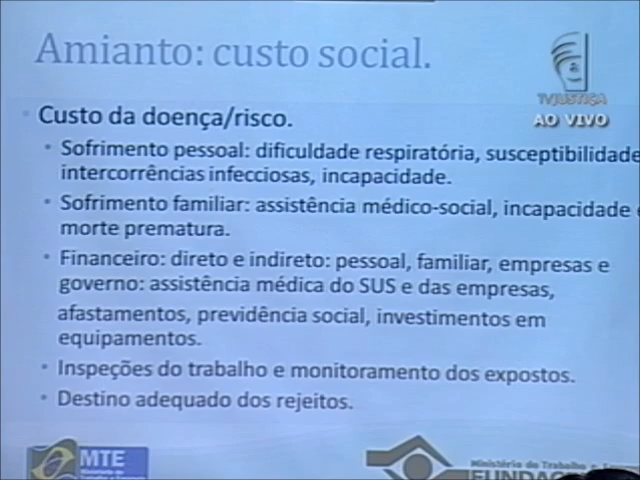 Amianto: custo social.
TVJUSTIÇA
AO VIVO
Custo da doença/risco.
Sofrimento pessoal: dificuldade respiratória, susceptibilidade
intercorrências infecciosas, incapacidade.
Sofrimento familiar: assistência médico-social, incapacidade e
morte prematura.
Financeiro: direto e indireto: pessoal, familiar, empresas e
governo: assistência médica do SUS e das empresas,
afastamentos, previdência social, investimentos em
equipamentos.
Inspeções do trabalho e monitoramento dos expostos.
Destino adequado dos rejeitos.
MTE
Ministério do Trabalho e